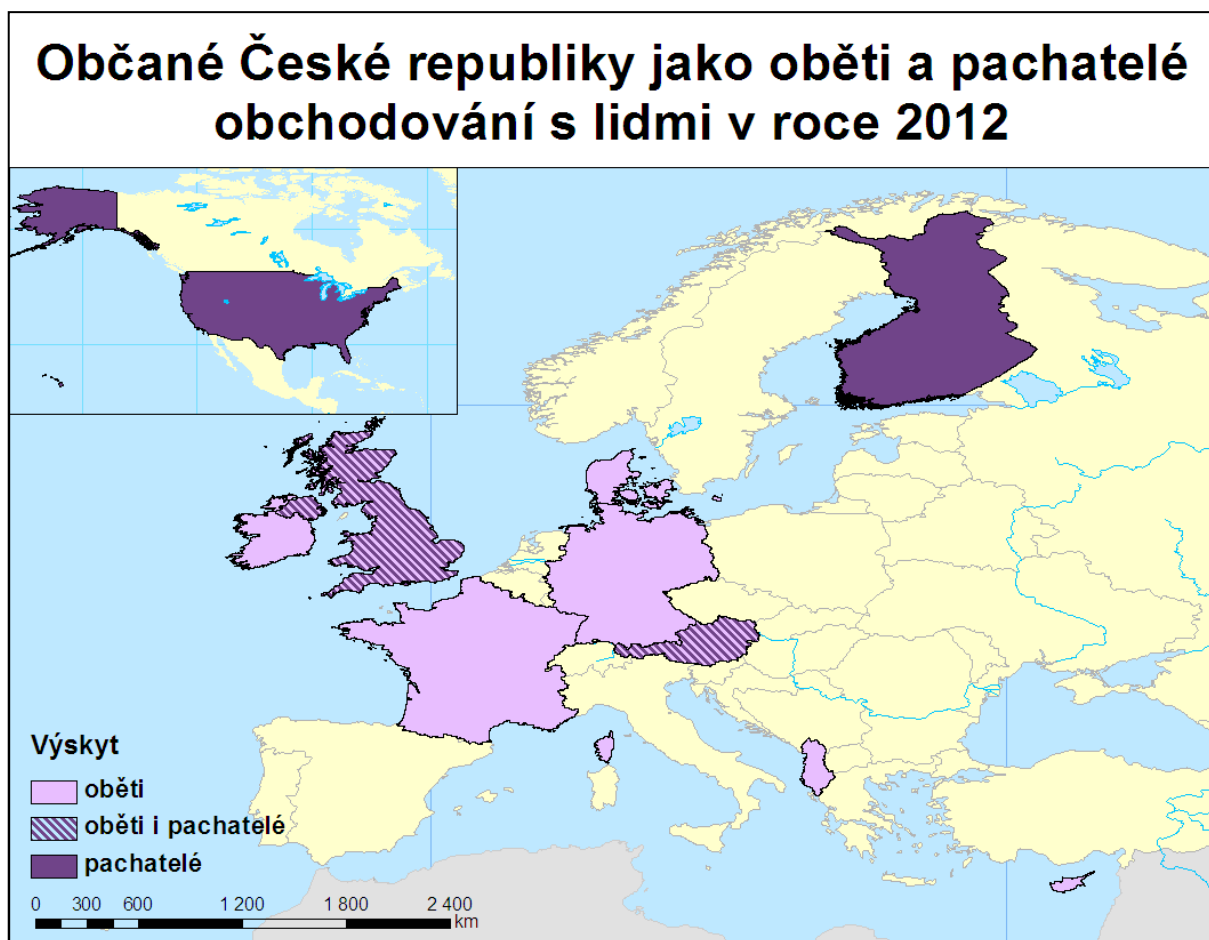 Občané České republiky jako oběti a pachatelé
obchodování s lidmi v roce 2012
Výskyt
oběti
oběti i pachatelé
pachatelé
0 300 600 1 200 1 800 2 400
km